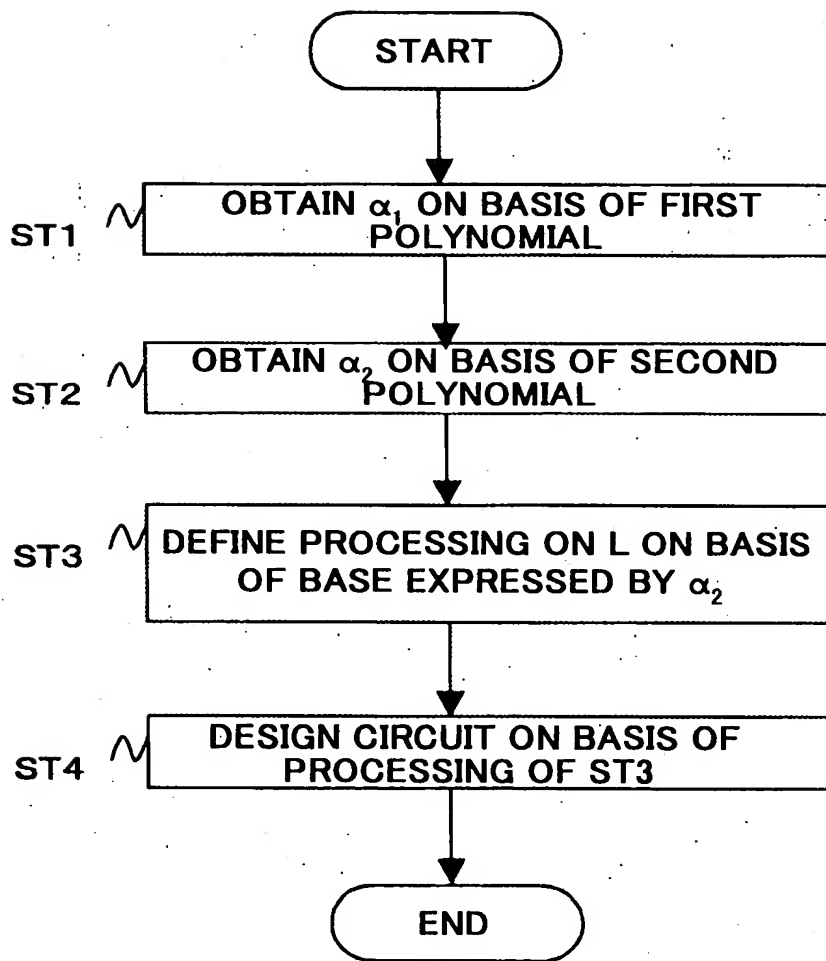 START
ST1
OBTAIN α₁ ON BASIS OF FIRST
POLYNOMIAL
ST2
OBTAIN α₂ ON BASIS OF SECOND
POLYNOMIAL
ST3
DEFINE PROCESSING ON L ON BASIS
OF BASE EXPRESSED BY α₂
ST4
DESIGN CIRCUIT ON BASIS OF
PROCESSING OF ST3
END